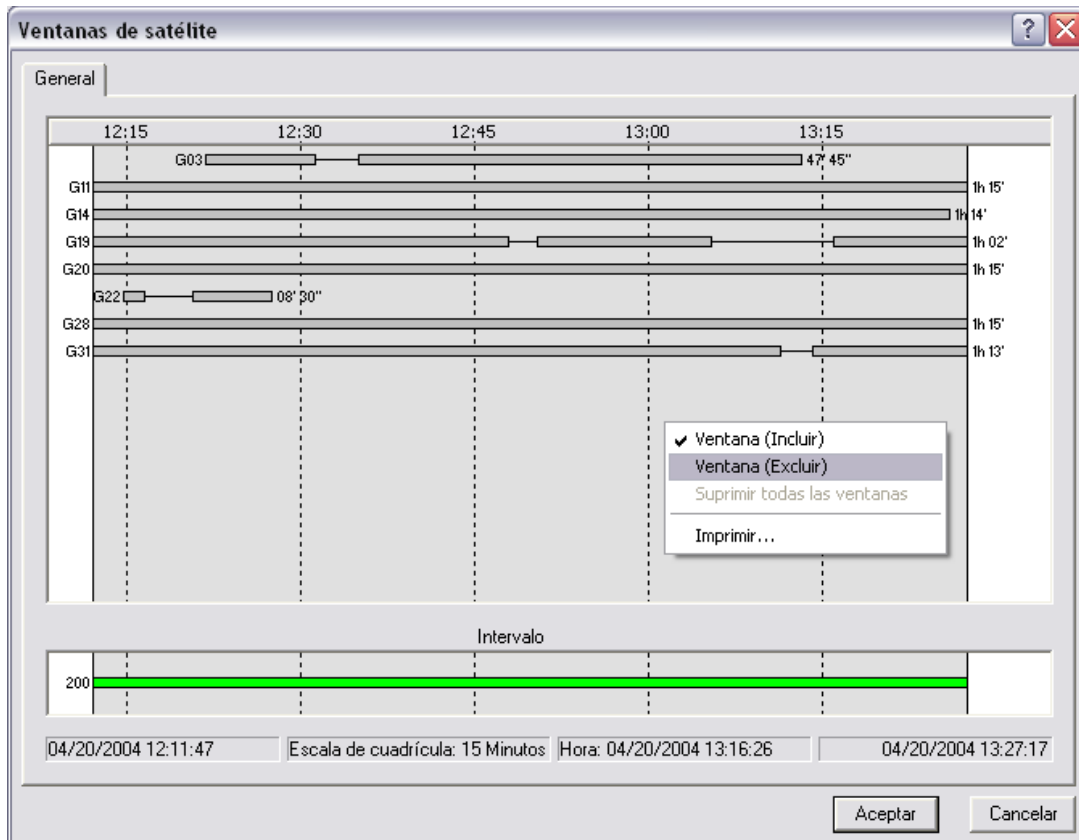 Ventanas de satélite
General
12:15 12:30 12:45 13:00 13:15
G03 47' 45"
G11 1h 15'
G14 1h 14'
G19 1h 02'
G20 1h 15'
G22 08' 30"
G28 1h 15'
G31 1h 13'
Ventana (Incluir)
Ventana (Excluir)
Suprimir todas las ventanas
Imprimir...
Intervalo
200
04/20/2004 12:11:47 Escala de cuadrícula: 15 Minutos Hora: 04/20/2004 13:16:26 04/20/2004 13:27:17
Aceptar Cancelar